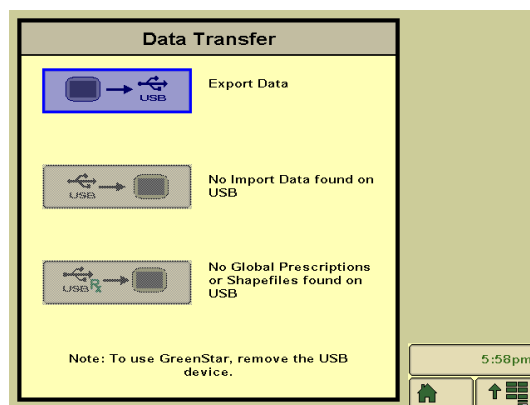 Data Transfer
USB
Export Data
USB
No Import Data found on
USB
USB Rx
No Global Prescriptions
or Shapefiles found on
USB
Note: To use GreenStar, remove the USB
device.
5:58pm